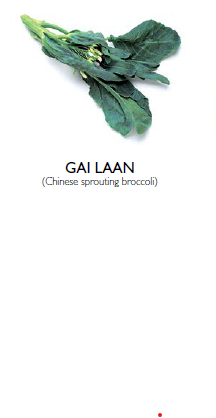 GAI LAAN
(Chinese sprouting broccoli)